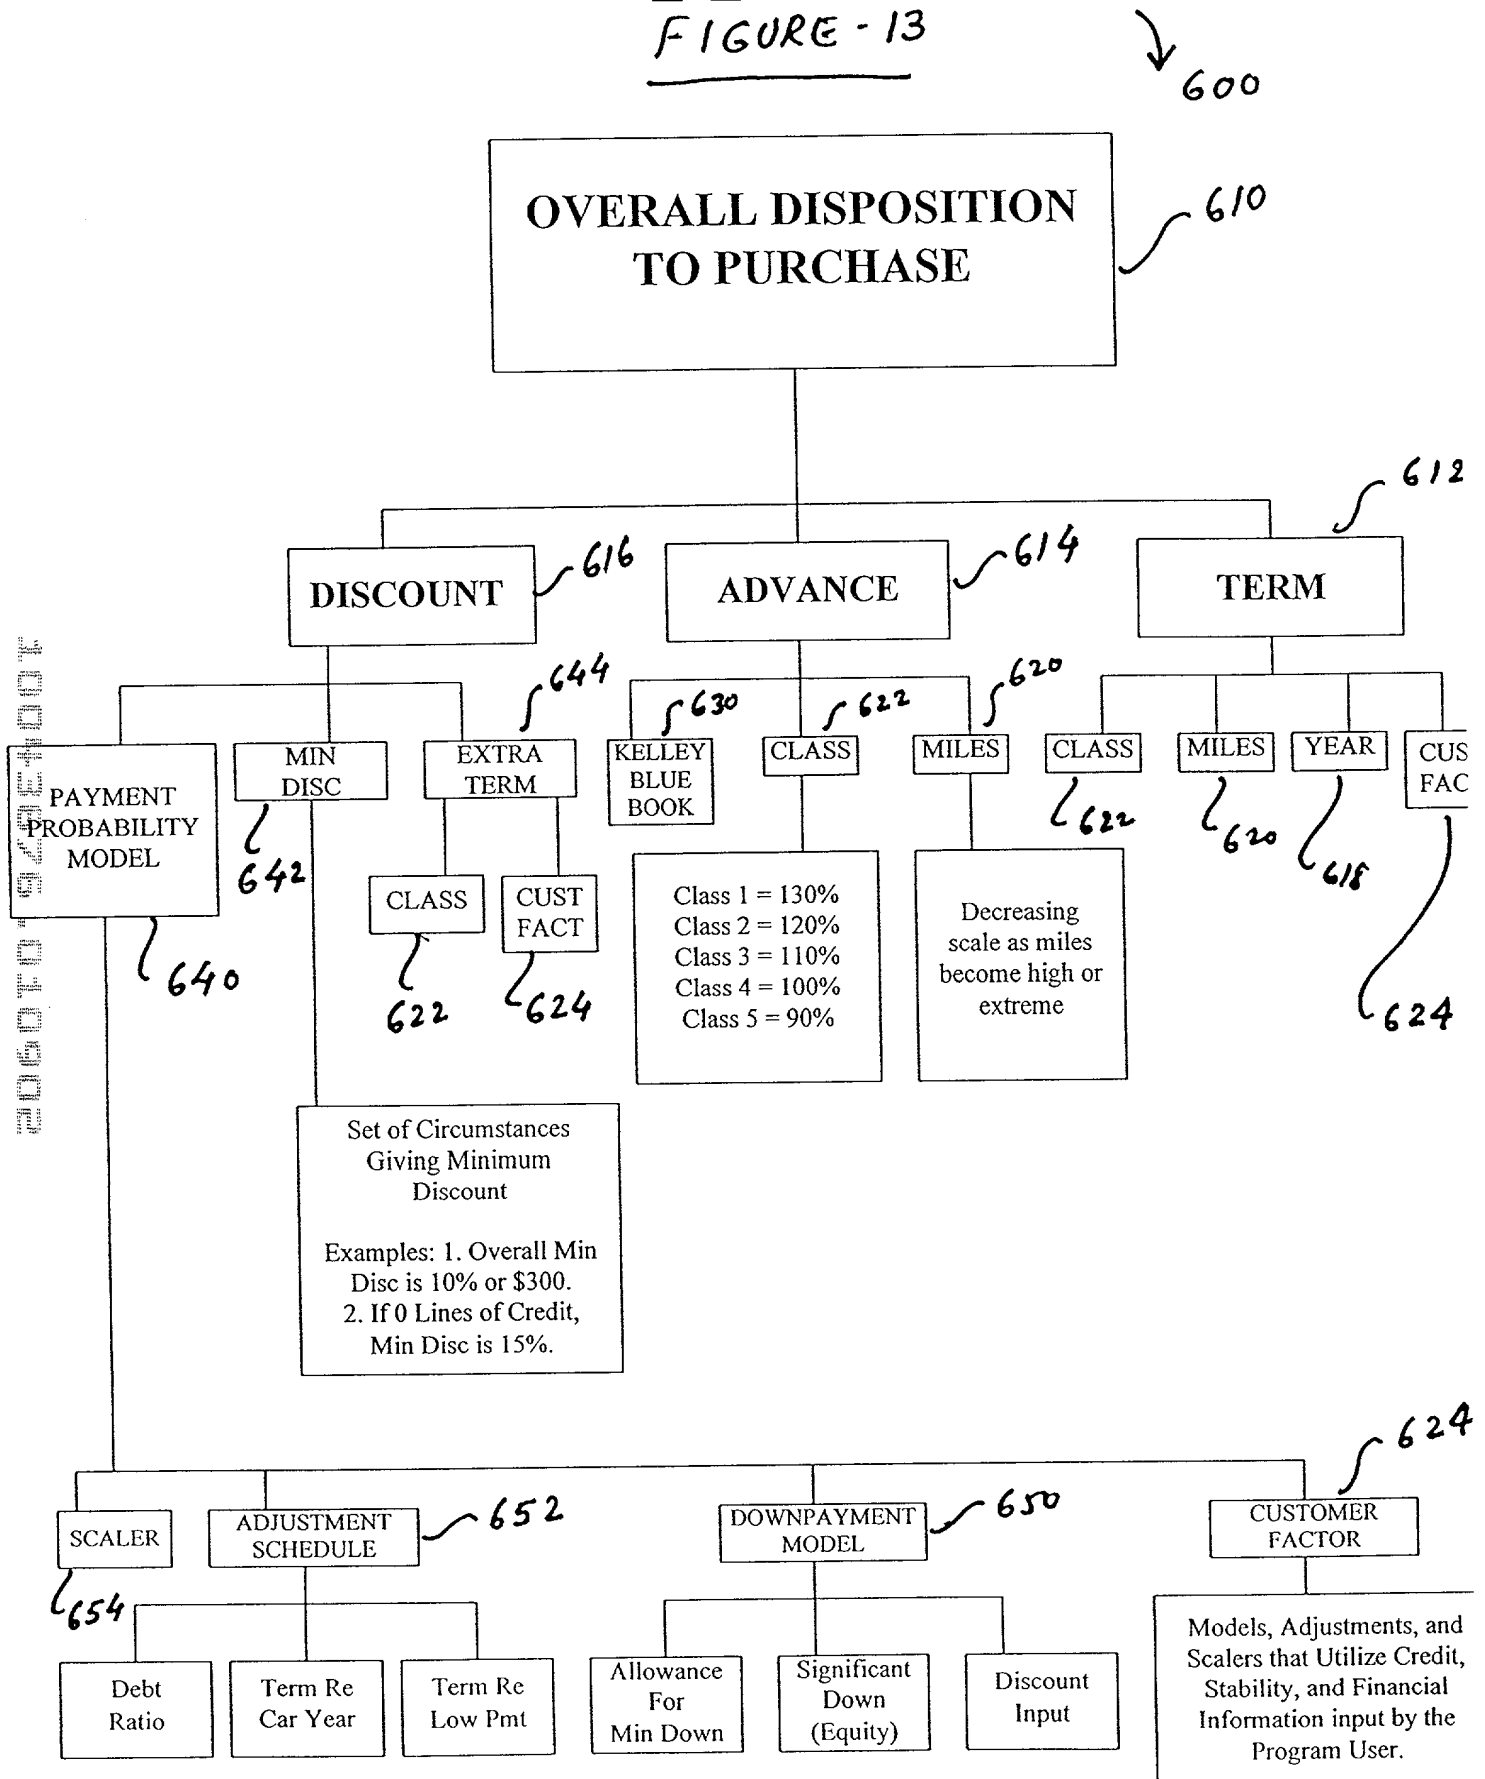 FIGURE - 13
600
OVERALL DISPOSITION
TO PURCHASE
610
612
DISCOUNT
616
ADVANCE
614
TERM
644
630
622
620
PAYMENT
PROBABILITY
MODEL
640
MIN
DISC
642
EXTRA
TERM
KELLEY
BLUE
BOOK
CLASS
MILES
CLASS
622
MILES
620
YEAR
618
CUS
FAC
624
CLASS
622
CUST
FACT
624
Class 1 = 130%
Class 2 = 120%
Class 3 = 110%
Class 4 = 100%
Class 5 = 90%
Decreasing
scale as miles
become high or
extreme
Set of Circumstances
Giving Minimum
Discount
Examples: 1. Overall Min
Disc is 10% or $300.
2. If 0 Lines of Credit,
Min Disc is 15%.
624
SCALER
654
ADJUSTMENT
SCHEDULE
652
DOWNPAYMENT
MODEL
650
CUSTOMER
FACTOR
Debt
Ratio
Term Re
Car Year
Term Re
Low Pmt
Allowance
For
Min Down
Significant
Down
(Equity)
Discount
Input
Models, Adjustments, and
Scalers that Utilize Credit,
Stability, and Financial
Information input by the
Program User.